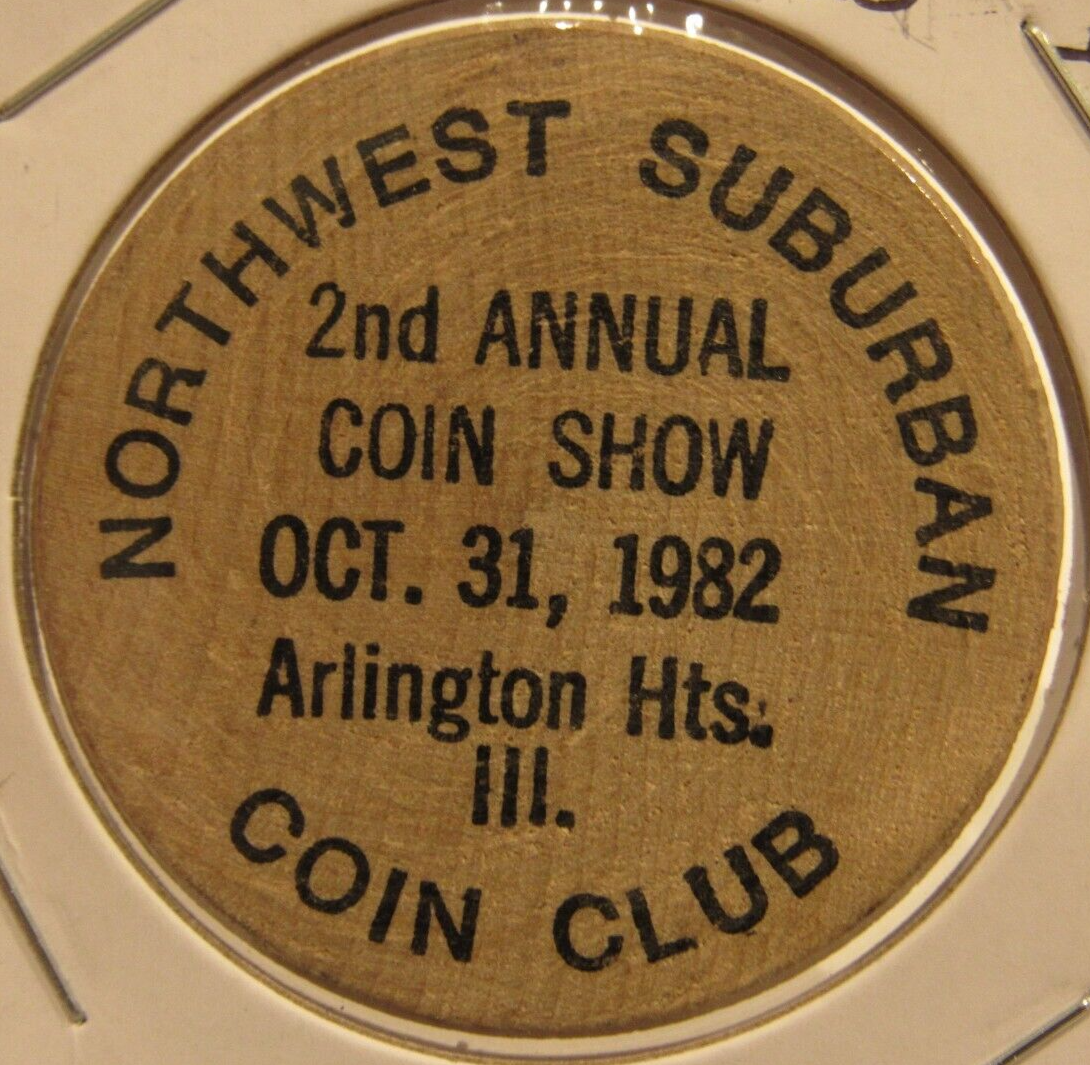 NORTHWEST SUBURBAN
2nd ANNUAL
COIN SHOW
OCT. 31, 1982
Arlington Hts.
Ill.
COIN CLUB